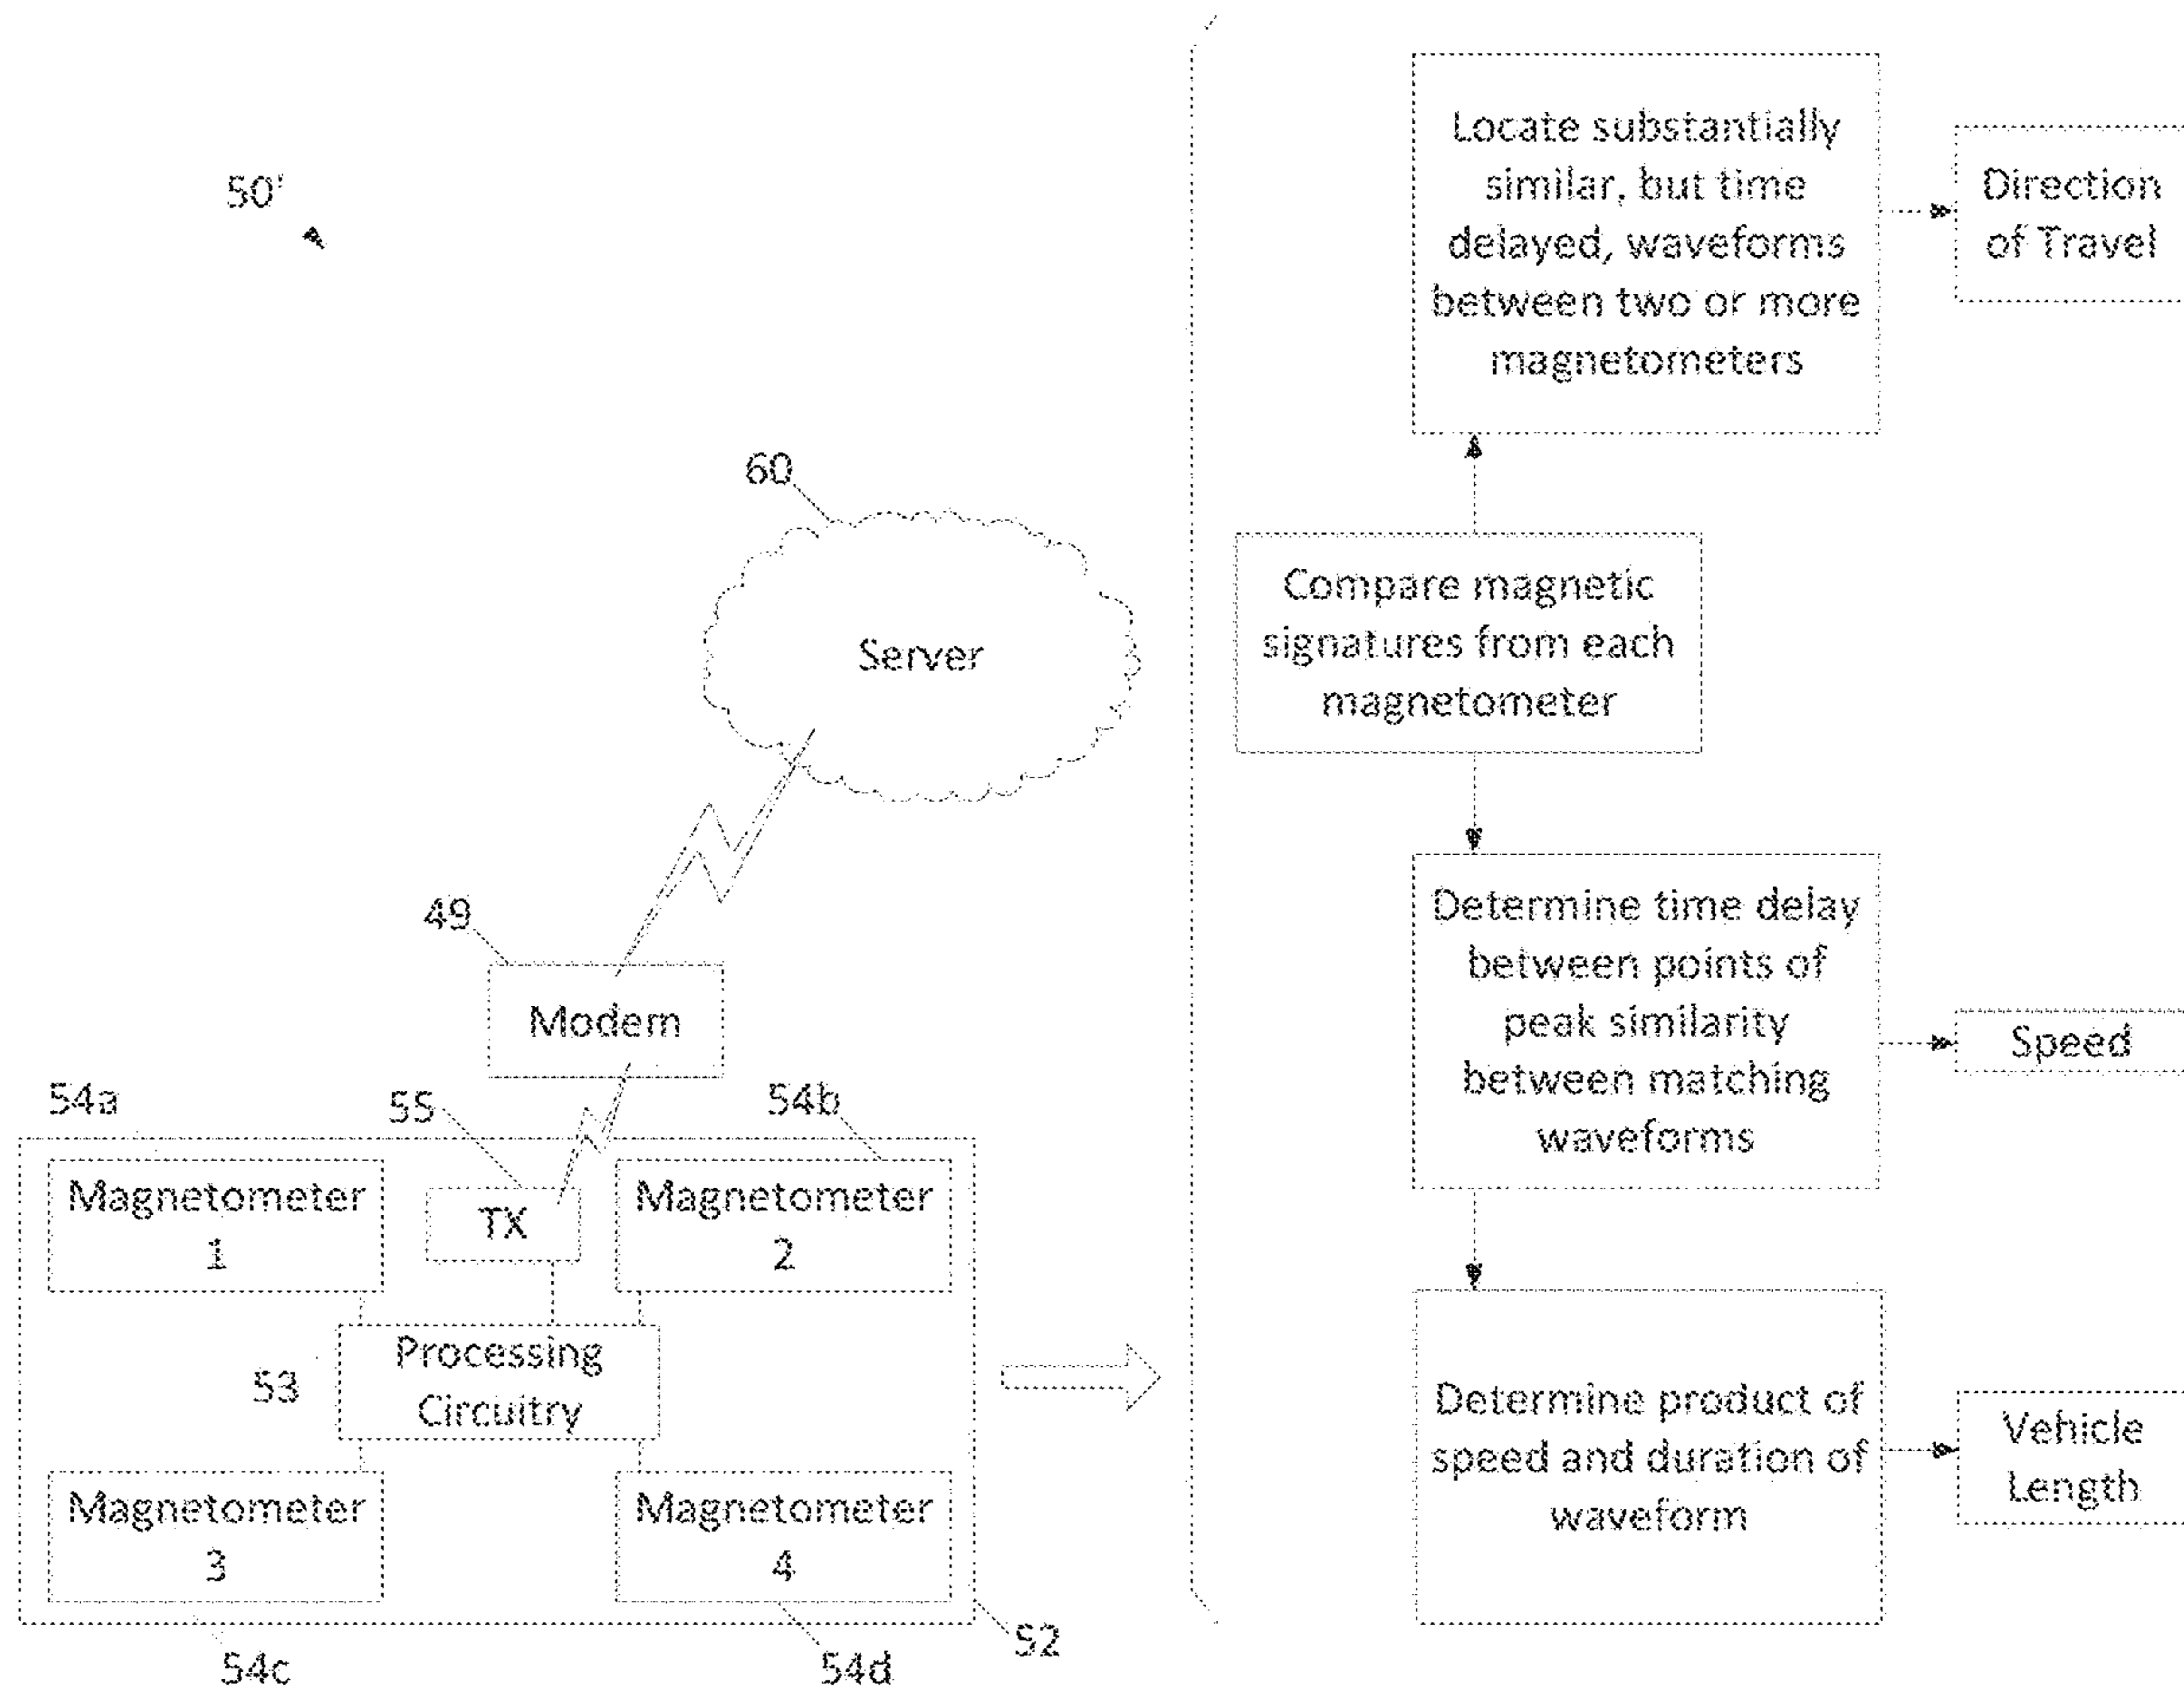 50'
60
Server
49
Modem
54a
55
54b
Magnetometer
1
TX
Magnetometer
2
53
Processing
Circuitry
Magnetometer
3
Magnetometer
4
54c
54d
52
Locate substantially
similar, but time
delayed, waveforms
between two or more
magnetometers
Direction
of Travel
Compare magnetic
signatures from each
magnetometer
Determine time delay
between points of
peak similarity
between matching
waveforms
Speed
Determine product of
speed and duration of
waveform
Vehicle
Length